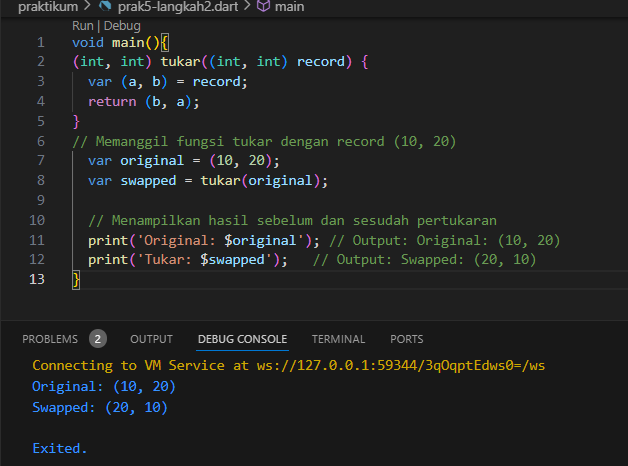 praktikum > prak5-langkah2.dart > main
Run | Debug
1 void main(){
2 (int, int) tukar((int, int) record) {
3 var (a, b) = record;
4 return (b, a);
5 }
6 // Memanggil fungsi tukar dengan record (10, 20)
7 var original = (10, 20);
8 var swapped = tukar(original);
9
10 // Menampilkan hasil sebelum dan sesudah pertukaran
11 print('Original: $original'); // Output: Original: (10, 20)
12 print('Tukar: $swapped'); // Output: Swapped: (20, 10)
13 }
PROBLEMS 2 OUTPUT DEBUG CONSOLE TERMINAL PORTS
Connecting to VM Service at ws://127.0.0.1:59344/3qOqptEdws0=/ws
Original: (10, 20)
Swapped: (20, 10)
Exited.